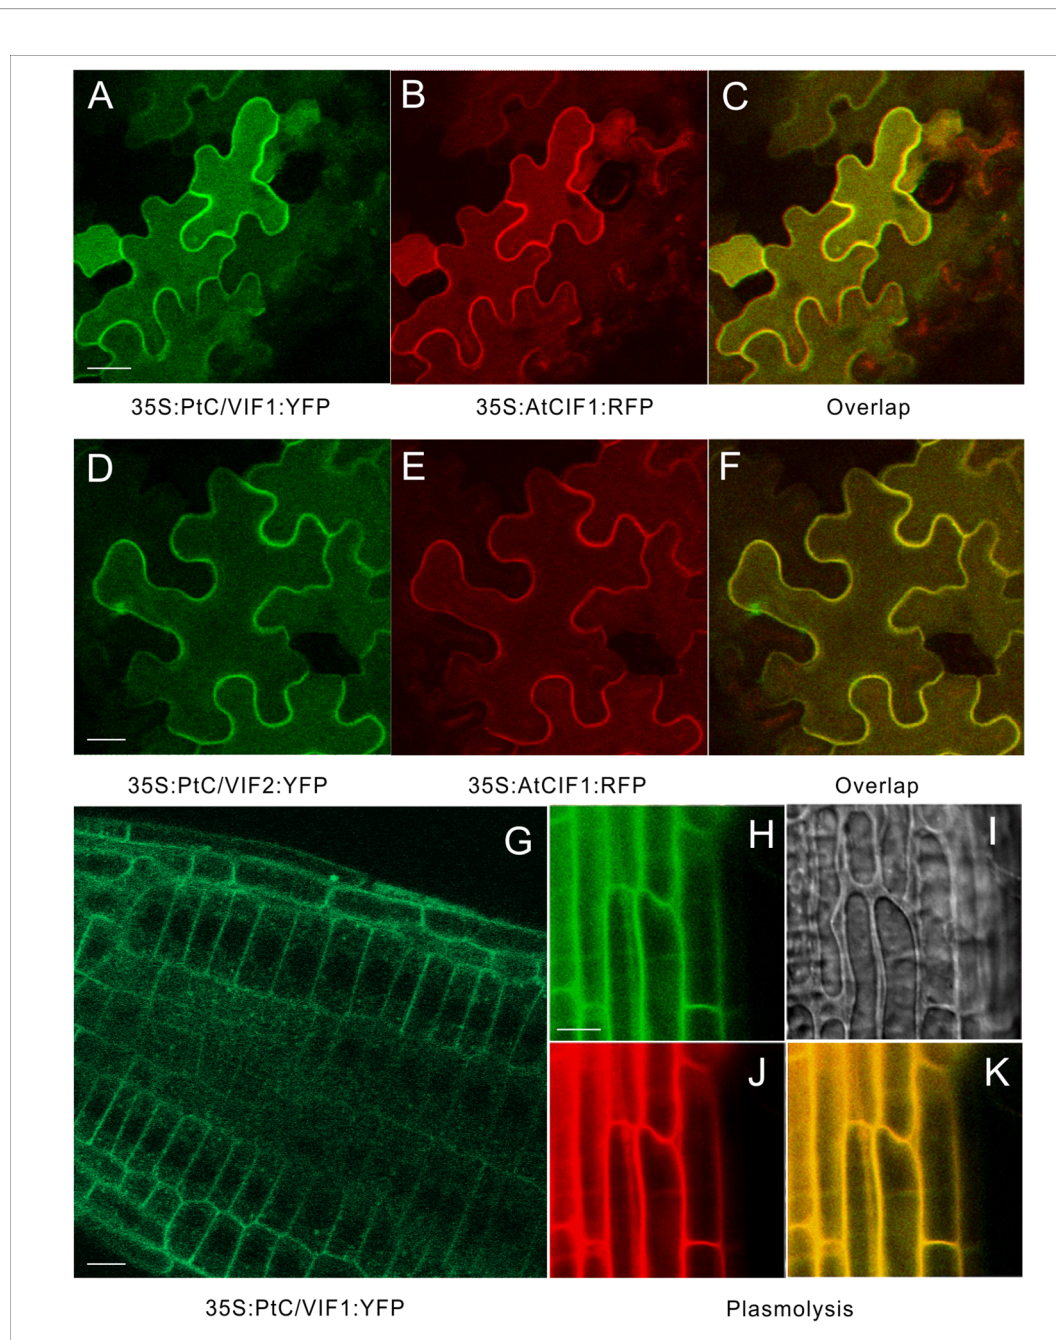 A B C
35S:PtC/VIF1:YFP 35S:AtCIF1:RFP Overlap
D E F
35S:PtC/VIF2:YFP 35S:AtCIF1:RFP Overlap
G H I
J K
35S:PtC/VIF1:YFP Plasmolysis